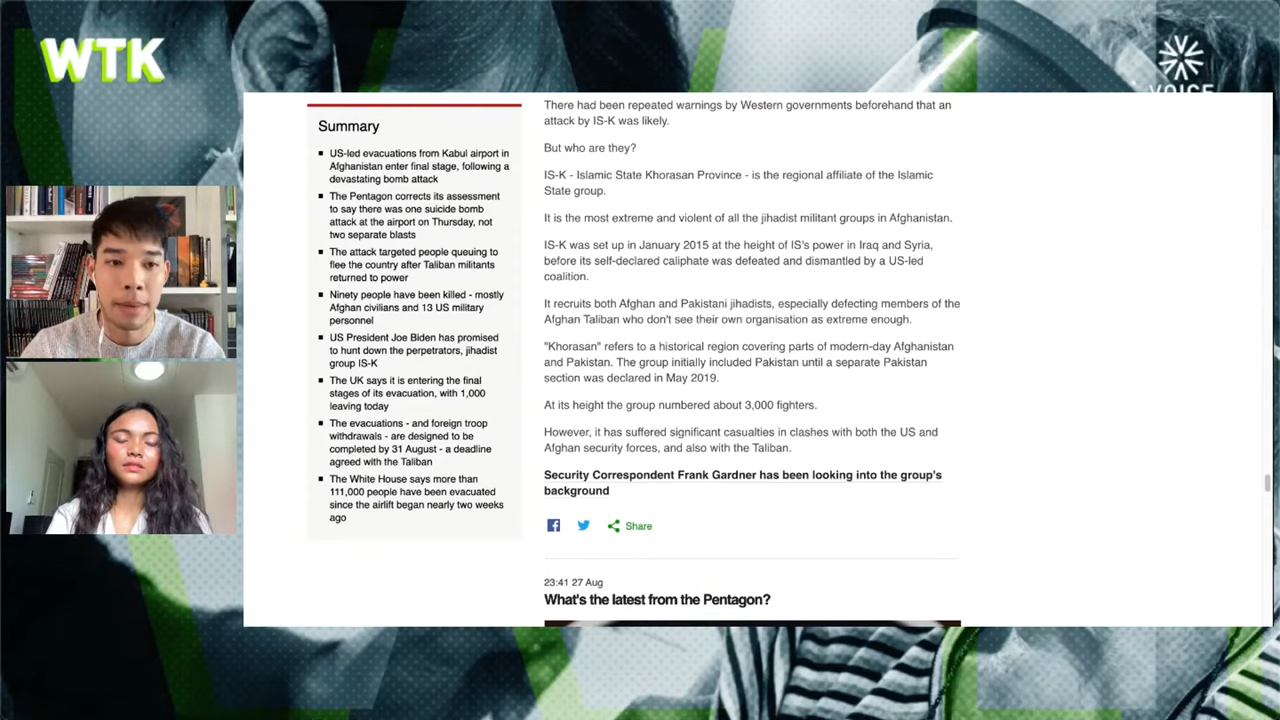 WTK
VOICE
Summary
US-led evacuations from Kabul airport in
Afghanistan enter final stage, following a
devastating bomb attack
The Pentagon corrects its assessment
to say there was one suicide bomb
attack at the airport on Thursday, not
two separate blasts
The attack targeted people queuing to
flee the country after Taliban militants
returned to power
Ninety people have been killed - mostly
Afghan civilians and 13 US military
personnel
US President Joe Biden has promised
to hunt down the perpetrators, jihadist
group IS-K
The UK says it is entering the final
stages of its evacuation, with 1,000
leaving today
The evacuations - and foreign troop
withdrawals - are designed to be
completed by 31 August - a deadline
agreed with the Taliban
The White House says more than
111,000 people have been evacuated
since the airlift began nearly two weeks
ago
There had been repeated warnings by Western governments beforehand that an
attack by IS-K was likely.
But who are they?
IS-K - Islamic State Khorasan Province - is the regional affiliate of the Islamic
State group.
It is the most extreme and violent of all the jihadist militant groups in Afghanistan.
IS-K was set up in January 2015 at the height of IS's power in Iraq and Syria,
before its self-declared caliphate was defeated and dismantled by a US-led
coalition.
It recruits both Afghan and Pakistani jihadists, especially defecting members of the
Afghan Taliban who don't see their own organisation as extreme enough.
"Khorasan" refers to a historical region covering parts of modern-day Afghanistan
and Pakistan. The group initially included Pakistan until a separate Pakistan
section was declared in May 2019.
At its height the group numbered about 3,000 fighters.
However, it has suffered significant casualties in clashes with both the US and
Afghan security forces, and also with the Taliban.
Security Correspondent Frank Gardner has been looking into the group's
background
Share
23:41 27 Aug
What's the latest from the Pentagon?